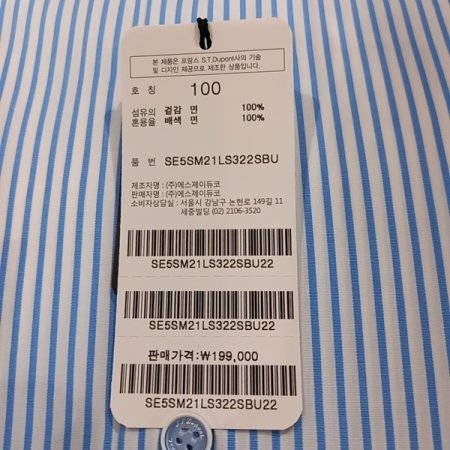 본 제품은 프랑스 S.T.Dupont사의 기술
및 디자인 제공으로 제조한 상품입니다.
호 칭 100
섬유의 겉감 면 100%
혼용율 배색 면 100%
품 번 SE5SM21LS322SBU
제조자명 : (주)에스제이듀코
판매자명 : (주)에스제이듀코
소비자상담실 : 서울시 강남구 논현로 149길 11
세중빌딩 (02) 2106-3520
SE5SM21LS322SBU22
SE5SM21LS322SBU22
판매가격:₩199,000
SE5SM21LS322SBU22